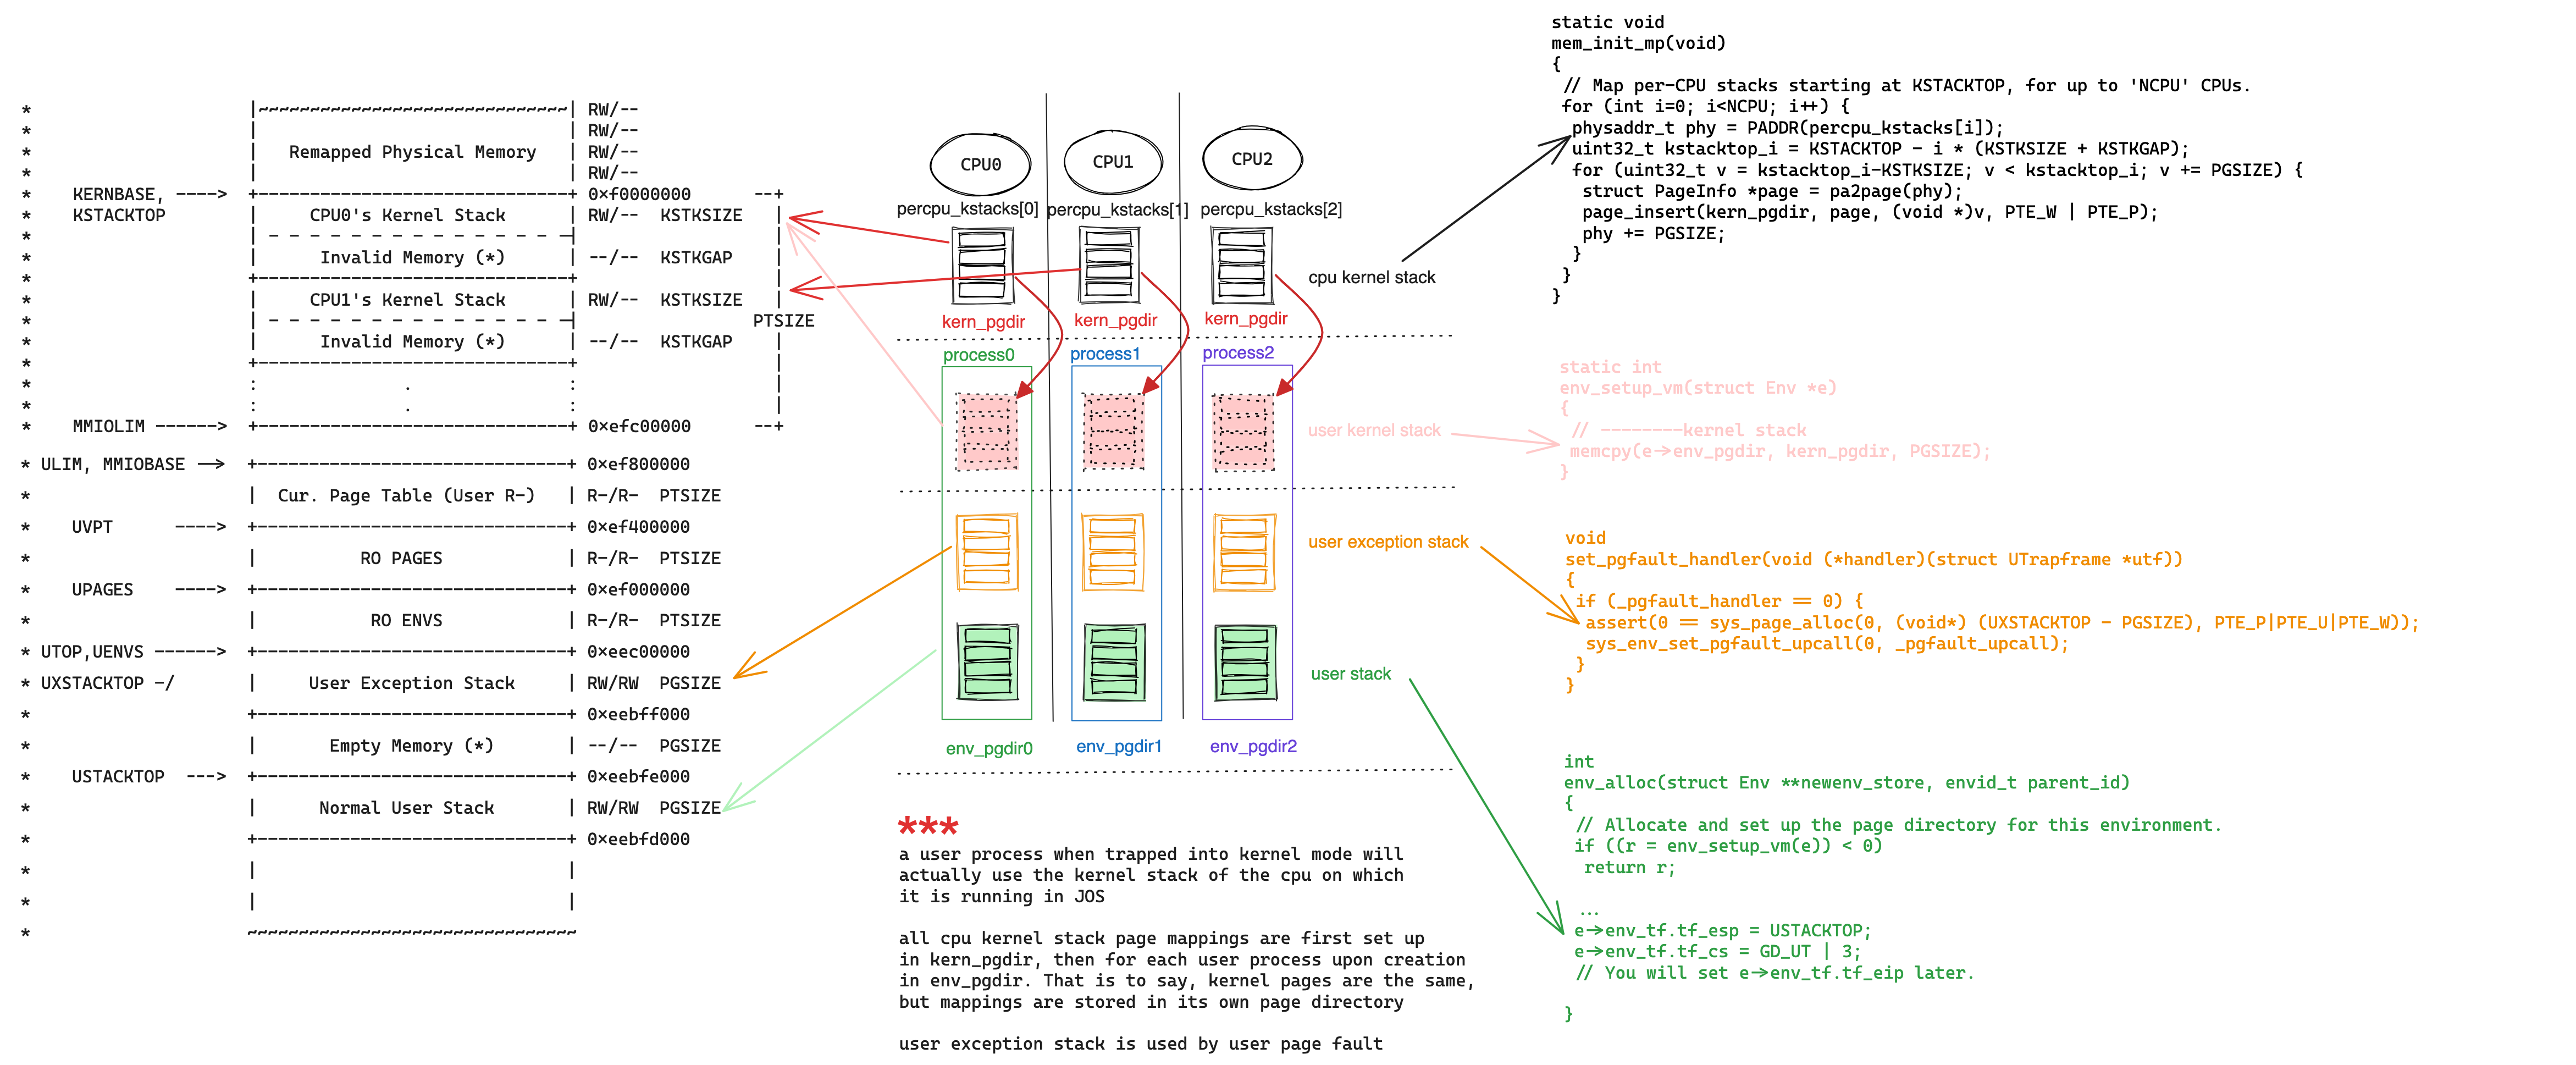 *                      |~~~~~~~~~~~~~~~~~~~~~~~~~~~~~~| RW/--
*                      |                              | RW/--
*                      |   Remapped Physical Memory   | RW/--
*                      |                              | RW/--
*    KERNBASE, ---->  +------------------------------+ 0xf0000000      --+
*    KSTACKTOP         |     CPU0's Kernel Stack      | RW/--  KSTKSIZE   |
*                      | - - - - - - - - - - - - - - -|                   |
*                      |      Invalid Memory (*)      | --/--  KSTKGAP    |
*                      +------------------------------+                   |
*                      |     CPU1's Kernel Stack      | RW/--  KSTKSIZE   |
*                      | - - - - - - - - - - - - - - -|                 PTSIZE
*                      |      Invalid Memory (*)      | --/--  KSTKGAP    |
*                      +------------------------------+                   |
*                      :              .               :                   |
*                      :              .               :                   |
*    MMIOLIM ------>  +------------------------------+ 0xefc00000      --+
* ULIM, MMIOBASE -->  +------------------------------+ 0xef800000
*                      |  Cur. Page Table (User R-)   | R-/R-  PTSIZE
*    UVPT     ---->   +------------------------------+ 0xef400000
*                      |          RO PAGES            | R-/R-  PTSIZE
*    UPAGES    ---->  +------------------------------+ 0xef000000
*                      |           RO ENVS            | R-/R-  PTSIZE
* UTOP,UENVS ------>  +------------------------------+ 0xeec00000
* UXSTACKTOP -/        |     User Exception Stack     | RW/RW  PGSIZE
*                      +------------------------------+ 0xeebff000
*                      |       Empty Memory (*)       | --/--  PGSIZE
*    USTACKTOP  --->  +------------------------------+ 0xeebfe000
*                      |      Normal User Stack       | RW/RW  PGSIZE
*                      +------------------------------+ 0xeebfd000
*                      |                              |
*                      |                              |
*                      ~~~~~~~~~~~~~~~~~~~~~~~~~~~~~~~~
CPU0
CPU1
CPU2
percpu_kstacks[0]
percpu_kstacks[1]
percpu_kstacks[2]
kern_pgdir
kern_pgdir
kern_pgdir
process0
process1
process2
env_pgdir0
env_pgdir1
env_pgdir2
cpu kernel stack
user kernel stack
user exception stack
user stack
***
a user process when trapped into kernel mode will
actually use the kernel stack of the cpu on which
it is running in JOS
all cpu kernel stack page mappings are first set up
in kern_pgdir, then for each user process upon creation
in env_pgdir. That is to say, kernel pages are the same,
but mappings are stored in its own page directory
user exception stack is used by user page fault
static void
mem_init_mp(void)
{
// Map per-CPU stacks starting at KSTACKTOP, for up to 'NCPU' CPUs.
for (int i=0; i<NCPU; i++) {
physaddr_t phy = PADDR(percpu_kstacks[i]);
uint32_t kstacktop_i = KSTACKTOP - i * (KSTKSIZE + KSTKGAP);
for (uint32_t v = kstacktop_i-KSTKSIZE; v < kstacktop_i; v += PGSIZE) {
struct PageInfo *page = pa2page(phy);
page_insert(kern_pgdir, page, (void *)v, PTE_W | PTE_P);
phy += PGSIZE;
}
}
}
static int
env_setup_vm(struct Env *e)
{
// --------kernel stack
memcpy(e->env_pgdir, kern_pgdir, PGSIZE);
}
void
set_pgfault_handler(void (*handler)(struct UTrapframe *utf))
{
if (_pgfault_handler == 0) {
assert(0 == sys_page_alloc(0, (void*) (UXSTACKTOP - PGSIZE), PTE_P|PTE_U|PTE_W));
sys_env_set_pgfault_upcall(0, _pgfault_upcall);
}
}
int
env_alloc(struct Env **newenv_store, envid_t parent_id)
{
// Allocate and set up the page directory for this environment.
if ((r = env_setup_vm(e)) < 0)
return r;
...
e->env_tf.tf_esp = USTACKTOP;
e->env_tf.tf_cs = GD_UT | 3;
// You will set e->env_tf.tf_eip later.
}